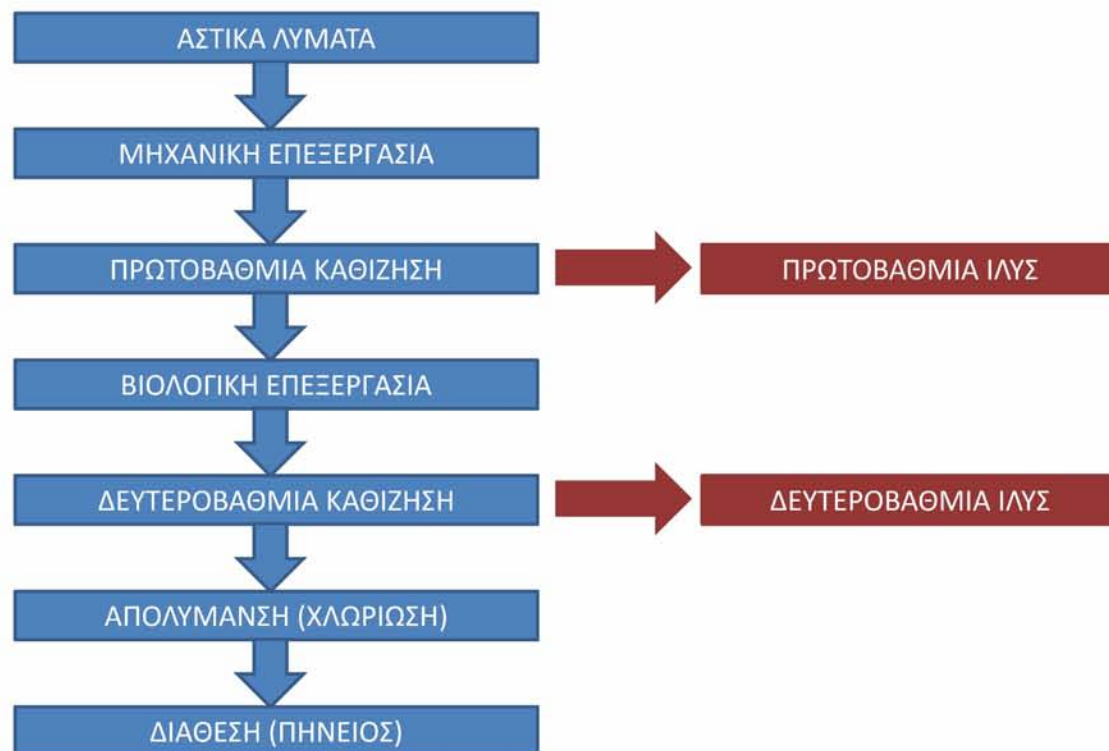 ΑΣΤΙΚΑ ΛΥΜΑΤΑ
ΜΗΧΑΝΙΚΗ ΕΠΕΞΕΡΓΑΣΙΑ
ΠΡΩΤΟΒΑΘΜΙΑ ΚΑΘΙΖΗΣΗ
ΠΡΩΤΟΒΑΘΜΙΑ ΙΛΥΣ
ΒΙΟΛΟΓΙΚΗ ΕΠΕΞΕΡΓΑΣΙΑ
ΔΕΥΤΕΡΟΒΑΘΜΙΑ ΚΑΘΙΖΗΣΗ
ΔΕΥΤΕΡΟΒΑΘΜΙΑ ΙΛΥΣ
ΑΠΟΛΥΜΑΝΣΗ (ΧΛΩΡΙΩΣΗ)
ΔΙΑΘΕΣΗ (ΠΗΝΕΙΟΣ)